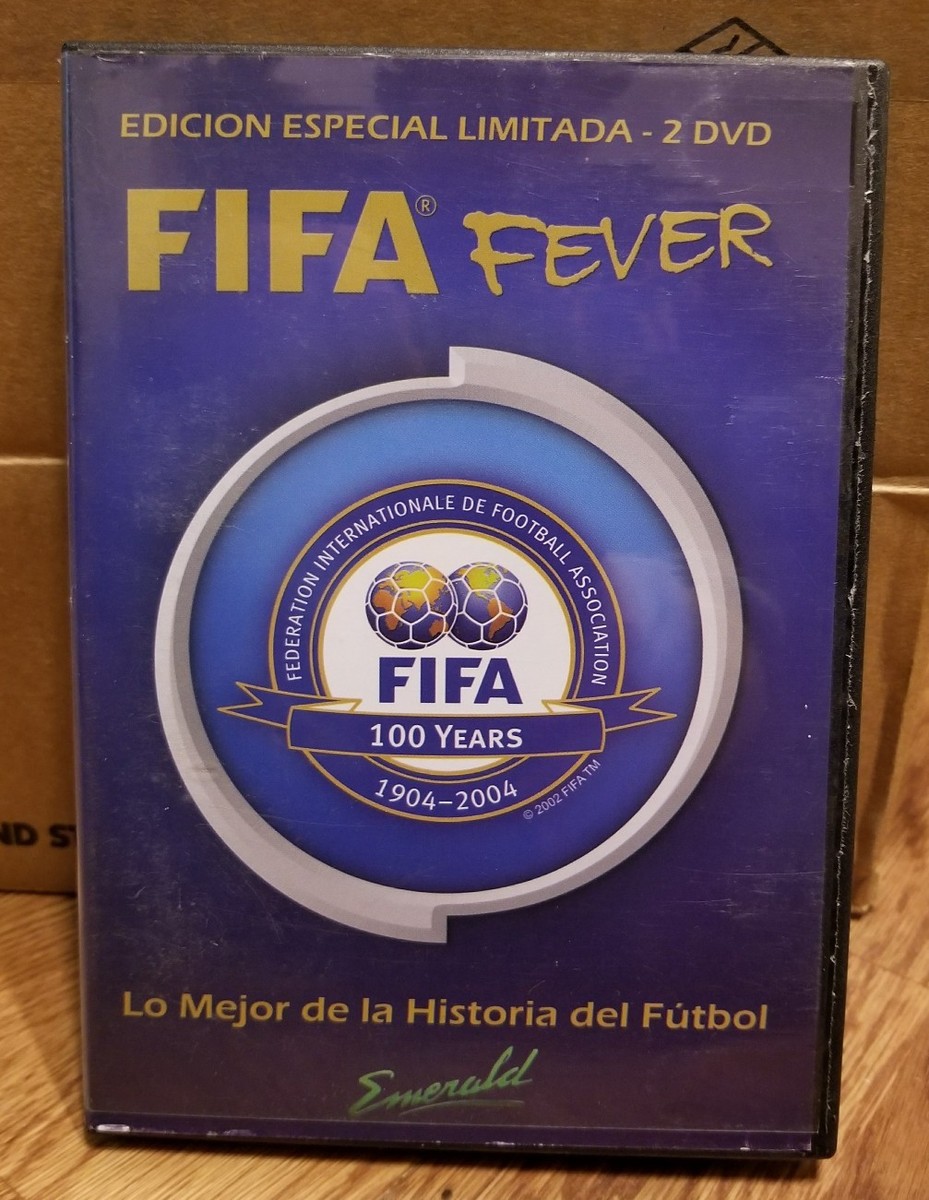 EDICION ESPECIAL LIMITADA - 2 DVD
FIFA® FEVER
FEDERATION INTERNATIONALE DE FOOTBALL ASSOCIATION
FIFA
100 YEARS
1904-2004
© 2002 FIFA TM
Lo Mejor de la Historia del Fútbol
Emerald